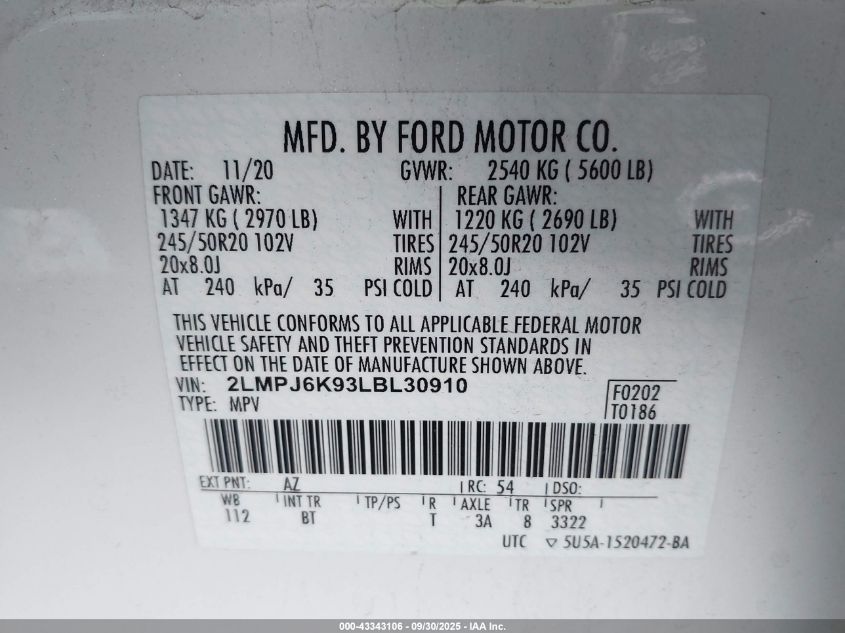 MFD. BY FORD MOTOR CO.
DATE: 11/20 GVWR: 2540 KG ( 5600 LB)
FRONT GAWR: REAR GAWR:
1347 KG ( 2970 LB) WITH 1220 KG ( 2690 LB) WITH
245/50R20 102V TIRES 245/50R20 102V TIRES
20x8.0J RIMS 20x8.0J RIMS
AT 240 kPa/ 35 PSI COLD AT 240 kPa/ 35 PSI COLD
THIS VEHICLE CONFORMS TO ALL APPLICABLE FEDERAL MOTOR
VEHICLE SAFETY AND THEFT PREVENTION STANDARDS IN
EFFECT ON THE DATE OF MANUFACTURE SHOWN ABOVE.
VIN: 2LMPJ6K93LBL30910
TYPE: MPV
F0202
T0186
EXT PNT: AZ RC: 54 DSO:
WB INT TR TP/PS R AXLE TR SPR
112 BT T 3A 8 3322
UTC ▽ 5U5A-1520472-BA
000-43343106 - 09/30/2025 - IAA Inc.